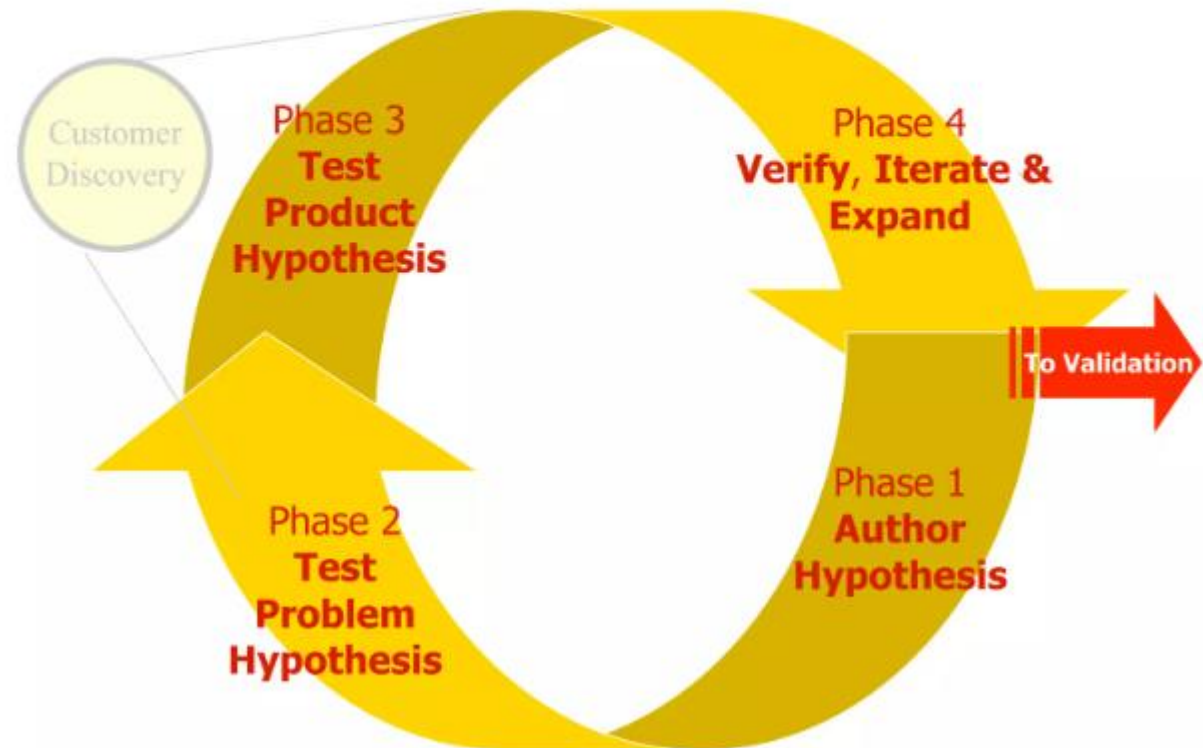 Customer
Discovery
Phase 3
Test
Product
Hypothesis
Phase 4
Verify, Iterate &
Expand
To Validation
Phase 2
Test
Problem
Hypothesis
Phase 1
Author
Hypothesis